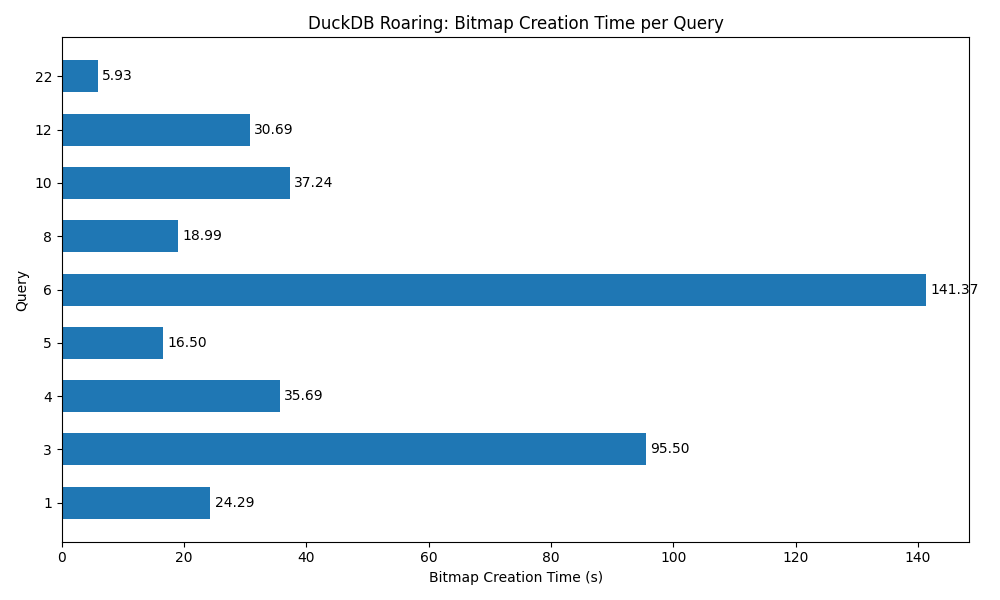 DuckDB Roaring: Bitmap Creation Time per Query
Query
22 5.93
12 30.69
10 37.24
8 18.99
6 141.37
5 16.50
4 35.69
3 95.50
1 24.29
0 20 40 60 80 100 120 140
Bitmap Creation Time (s)